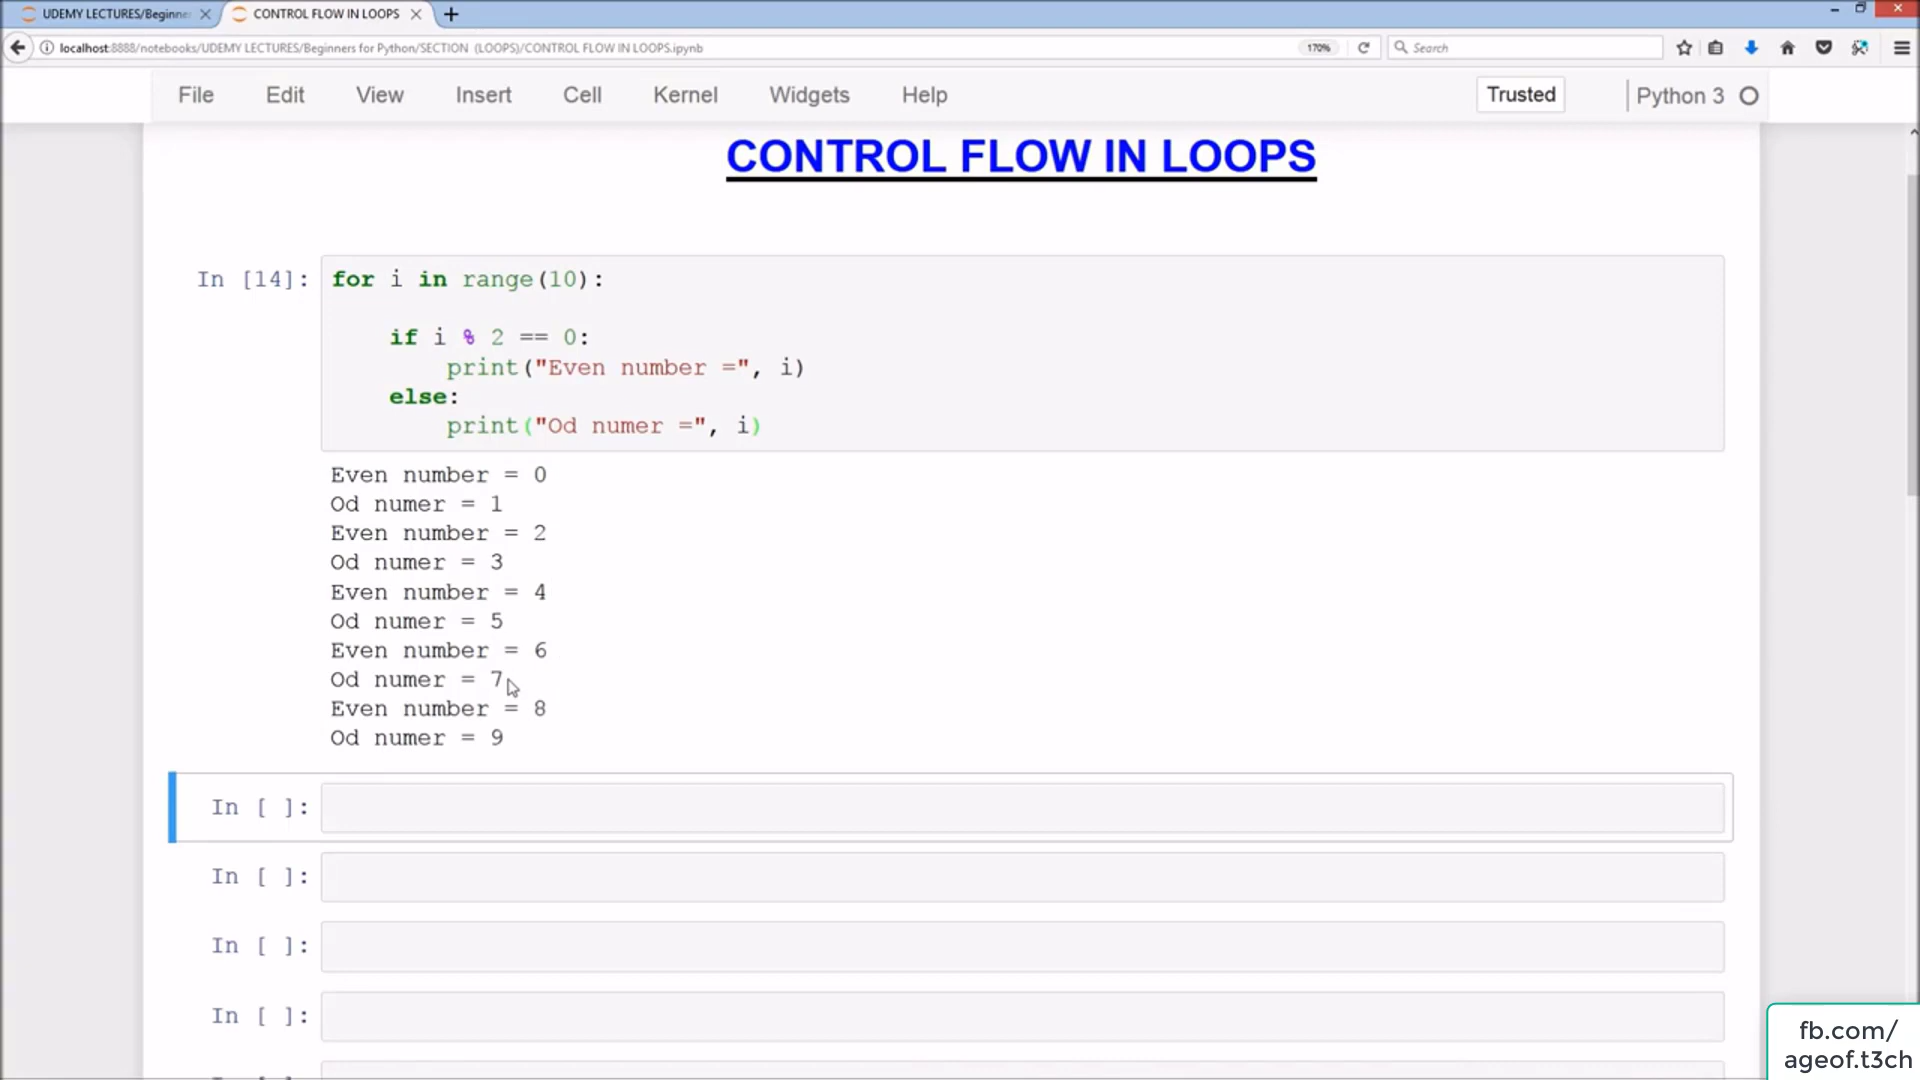 UDEMY LECTURES/Beginne
CONTROL FLOW IN LOOPS
localhost:8888/notebooks/UDEMY LECTURES/Beginners for Python/SECTION (LOOPS)/CONTROL FLOW IN LOOPS.ipynb
170%
Search
File Edit View Insert Cell Kernel Widgets Help
Trusted
Python 3
CONTROL FLOW IN LOOPS
In [14]:
for i in range(10):
if i % 2 == 0:
print("Even number =", i)
else:
print("Od numer =", i)
Even number = 0
Od numer = 1
Even number = 2
Od numer = 3
Even number = 4
Od numer = 5
Even number = 6
Od numer = 7
Even number = 8
Od numer = 9
In [ ]:
In [ ]:
In [ ]:
In [ ]:
fb.com/
ageof.t3ch